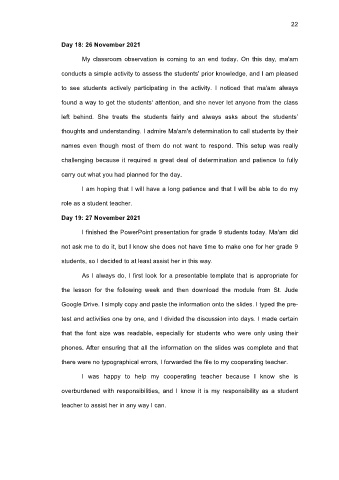 22
Day 18: 26 November 2021
My classroom observation is coming to an end today. On this day, ma'am
conducts a simple activity to assess the students' prior knowledge, and I am pleased
to see students actively participating in the activity. I noticed that ma'am always
found a way to get the students' attention, and she never let anyone from the class
left behind. She treats the students fairly and always asks about the students'
thoughts and understanding. I admire Ma'am's determination to call students by their
names even though most of them do not want to respond. This setup was really
challenging because it required a great deal of determination and patience to fully
carry out what you had planned for the day.
I am hoping that I will have a long patience and that I will be able to do my
role as a student teacher.
Day 19: 27 November 2021
I finished the PowerPoint presentation for grade 9 students today. Ma'am did
not ask me to do it, but I know she does not have time to make one for her grade 9
students, so I decided to at least assist her in this way.
As I always do, I first look for a presentable template that is appropriate for
the lesson for the following week and then download the module from St. Jude
Google Drive. I simply copy and paste the information onto the slides. I typed the pre-
test and activities one by one, and I divided the discussion into days. I made certain
that the font size was readable, especially for students who were only using their
phones. After ensuring that all the information on the slides was complete and that
there were no typographical errors, I forwarded the file to my cooperating teacher.
I was happy to help my cooperating teacher because I know she is
overburdened with responsibilities, and I know it is my responsibility as a student
teacher to assist her in any way I can.